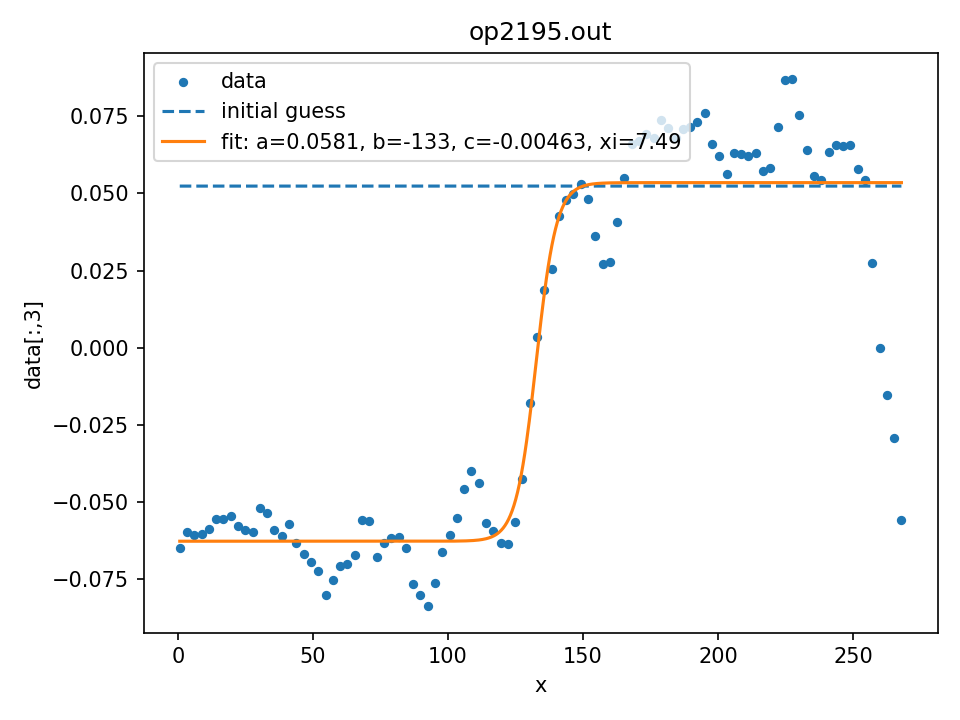 op2195.out
data
initial guess
fit: a=0.0581, b=-133, c=-0.00463, xi=7.49
0.075
0.050
0.025
0.000
−0.025
−0.050
−0.075
data[:,3]
0 50 100 150 200 250
x